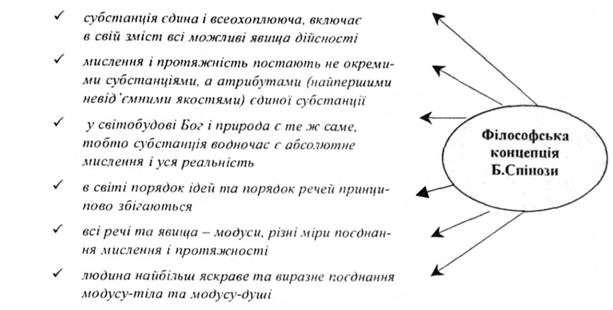 ✓ субстанція єдина і всеохоплююча, включає
в свій зміст всі можливі явища дійсності
✓ мислення і протяжність постають не окреми-
ми субстанціями, а атрибутами (найпершими
невід'ємними якостями) єдиної субстанції
✓ у світобудові Бог і природа є те ж саме,
тобто субстанція водночас є абсолютне
мислення і уся реальність
✓ в світі порядок ідей та порядок речей принци-
пово збігаються
✓ всі речі та явища – модуси, різні міри поєднан-
ня мислення і протяжності
✓ людина найбільш яскраве та виразне поєднання
модусу-тіла та модусу-душі
Філософська
концепція
Б.Спінози